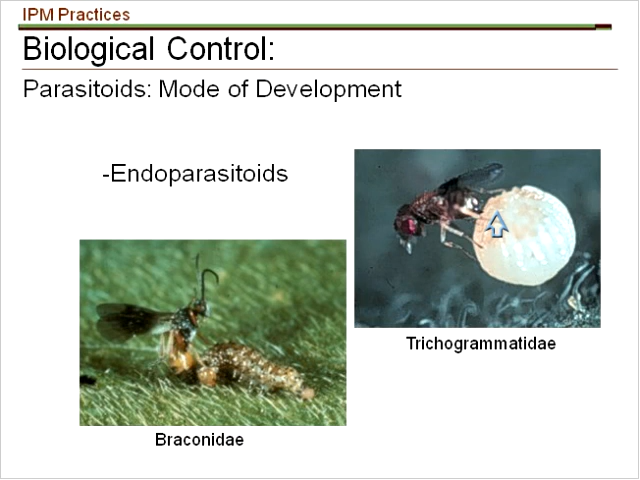 IPM Practices
Biological Control:
Parasitoids: Mode of Development
-Endoparasitoids
Trichogrammatidae
Braconidae